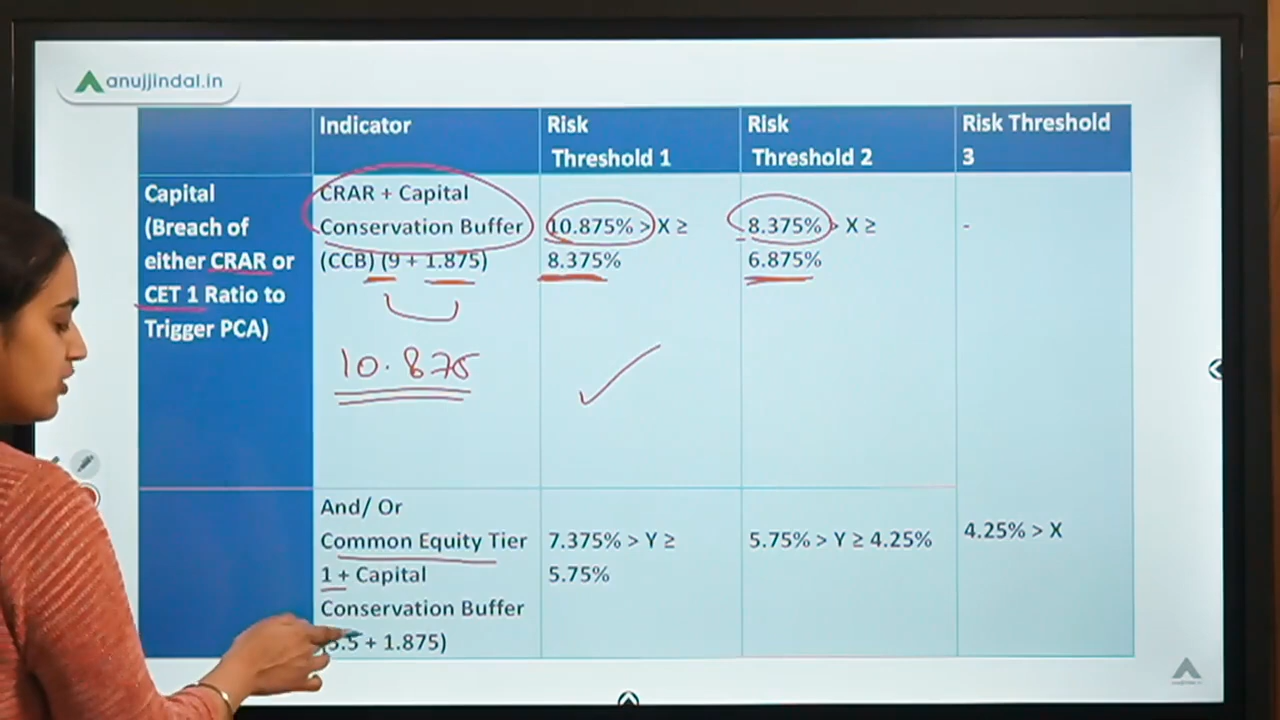 anujjindal.in
Indicator
Risk Threshold 1
Risk Threshold 2
Risk Threshold 3
Capital
(Breach of
either CRAR or
CET 1 Ratio to
Trigger PCA)
CRAR + Capital
Conservation Buffer
(CCB) (9 + 1.875)
10.875
10.875% > X ≥
8.375%
8.375% > X ≥
6.875%
-
And/ Or
Common Equity Tier
1 + Capital
Conservation Buffer
5.5 + 1.875)
7.375% > Y ≥
5.75%
5.75% > Y ≥ 4.25%
4.25% > X